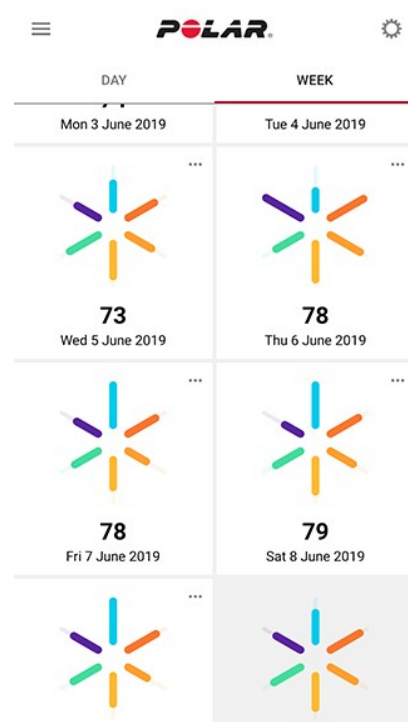 POLAR
DAY WEEK
Mon 3 June 2019 Tue 4 June 2019
73 78
Wed 5 June 2019 Thu 6 June 2019
78 79
Fri 7 June 2019 Sat 8 June 2019